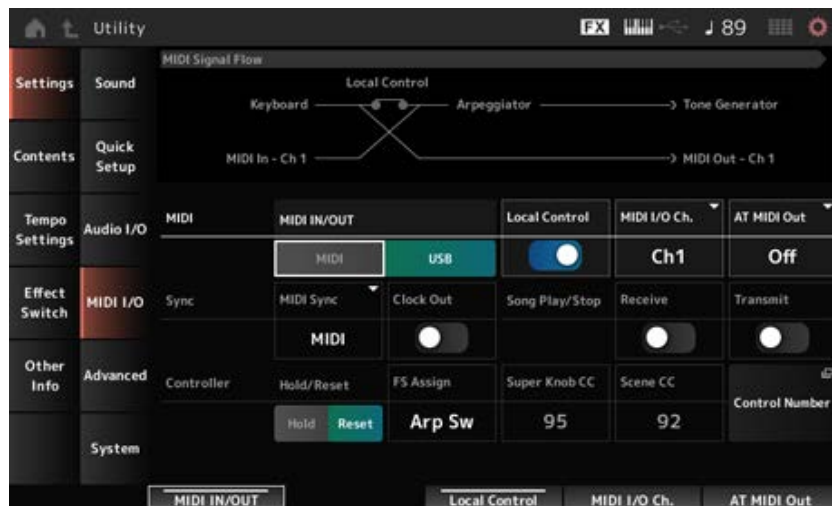 Utility FX ♩ 89
Settings
Sound
MIDI Signal Flow
Local Control
Keyboard Arpeggiator Tone Generator
MIDI In - Ch 1 MIDI Out - Ch 1
Contents
Quick
Setup
Tempo
Settings
Audio I/O
MIDI MIDI IN/OUT Local Control MIDI I/O Ch. AT MIDI Out
MIDI USB Ch1 Off
Effect
Switch
MIDI I/O
Sync MIDI Sync Clock Out Song Play/Stop Receive Transmit
MIDI
Other
Info
Advanced
Controller Hold/Reset FS Assign Super Knob CC Scene CC Control Number
Hold Reset Arp Sw 95 92
System
MIDI IN/OUT Local Control MIDI I/O Ch. AT MIDI Out